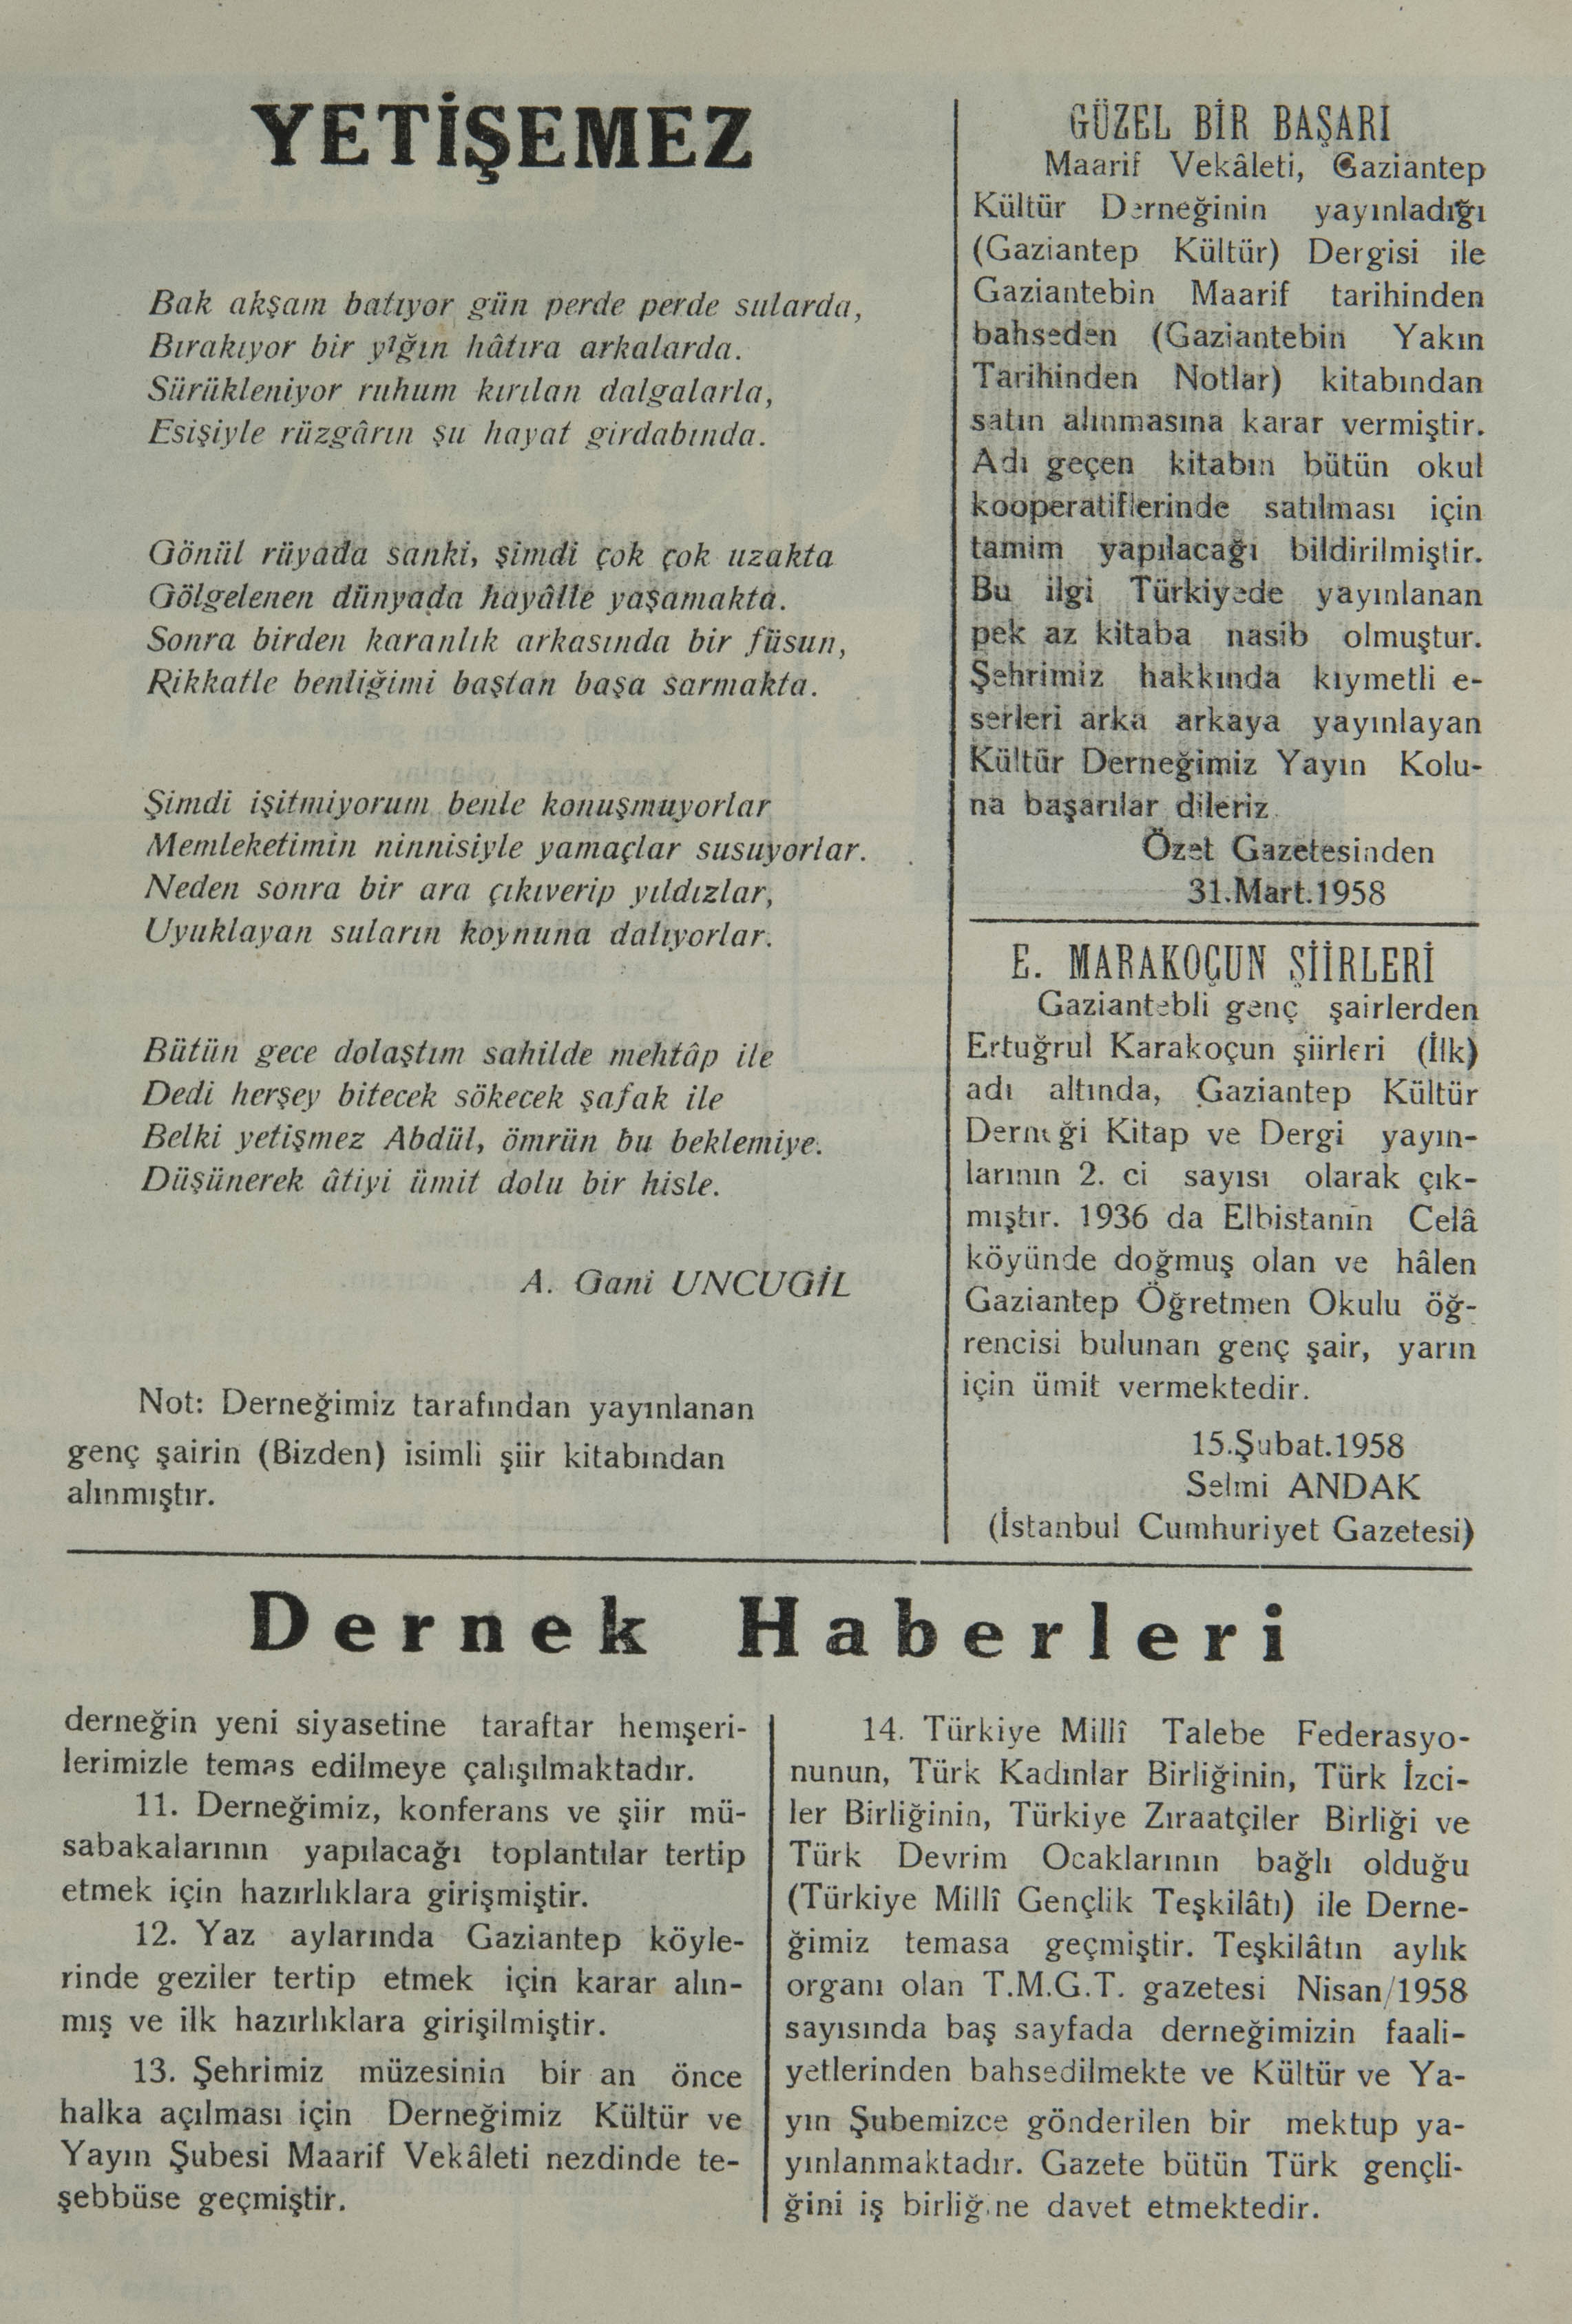 YETİŞEMEZ
Bak akşam batıyor gün perde perde sularda,
Bırakıyor bir yığın hâtıra arkalarda.
Sürükleniyor ruhum kırılan dalgalarla,
Esişiyle rüzgârın şu hayat girdabında.
Gönül rüyada sanki, şimdi çok çok uzakta
Gölgelenen dünyada hayâlle yaşamakta.
Sonra birden karanlık arkasında bir füsun,
Rikkatle benliğimi baştan başa sarmakta.
Şimdi işitmiyorum benle konuşmuyorlar
Memleketimin ninnisiyle yamaçlar susuyorlar.
Neden sonra bir ara çıkıverip yıldızlar,
Uyuklayan suların koynuna dalıyorlar.
Bütün gece dolaştım sahilde mehtâp ile
Dedi herşey bitecek sökecek şafak ile
Belki yetişmez Abdül, ömrün bu beklemiye.
Düşünerek âtiyi ümit dolu bir hisle.
A. Gani UNCUGİL
Not: Derneğimiz tarafından yayınlanan
genç şairin (Bizden) isimli şiir kitabından
alınmıştır.
GÜZEL BİR BAŞARI
Maarif Vekâleti, Gaziantep
Kültür Derneğinin yayınladığı
(Gaziantep Kültür) Dergisi ile
Gaziantebin Maarif tarihinden
bahseden (Gaziantebin Yakın
Tarihinden Notlar) kitabından
satın alınmasına karar vermiştir.
Adı geçen kitabın bütün okul
kooperatiflerinde satılması için
tamim yapılacağı bildirilmiştir.
Bu ilgi Türkiyede yayınlanan
pek az kitaba nasib olmuştur.
Şehrimiz hakkında kıymetli e-
serleri arka arkaya yayınlayan
Kültür Derneğimiz Yayın Kolu-
na başarılar dileriz.
Özet Gazetesinden
31.Mart.1958
E. MARAKOÇUN ŞİİRLERİ
Gaziantebli genç şairlerden
Ertuğrul Karakoçun şiirleri (İlk)
adı altında, Gaziantep Kültür
Derneği Kitap ve Dergi yayın-
larının 2. ci sayısı olarak çık-
mıştır. 1936 da Elbistanın Celâ
köyünde doğmuş olan ve hâlen
Gaziantep Öğretmen Okulu öğ-
rencisi bulunan genç şair, yarın
için ümit vermektedir.
15.Şubat.1958
Selmi ANDAK
(İstanbul Cumhuriyet Gazetesi)
Dernek Haberleri
derneğin yeni siyasetine taraftar hemşeri-
lerimizle temas edilmeye çalışılmaktadır.
11. Derneğimiz, konferans ve şiir mü-
sabakalarının yapılacağı toplantılar tertip
etmek için hazırlıklara girişmiştir.
12. Yaz aylarında Gaziantep köyle-
rinde geziler tertip etmek için karar alın-
mış ve ilk hazırlıklara girişilmiştir.
13. Şehrimiz müzesinin bir an önce
halka açılması için Derneğimiz Kültür ve
Yayın Şubesi Maarif Vekâleti nezdinde te-
şebbüse geçmiştir.
14. Türkiye Millî Talebe Federasyo-
nunun, Türk Kadınlar Birliğinin, Türk İzci-
ler Birliğinin, Türkiye Zıraatçiler Birliği ve
Türk Devrim Ocaklarının bağlı olduğu
(Türkiye Millî Gençlik Teşkilâtı) ile Derne-
ğimiz temasa geçmiştir. Teşkilâtın aylık
organı olan T.M.G.T. gazetesi Nisan/1958
sayısında baş sayfada derneğimizin faali-
yetlerinden bahsedilmekte ve Kültür ve Ya-
yın Şubemizce gönderilen bir mektup ya-
yınlanmaktadır. Gazete bütün Türk gençli-
ğini iş birliğine davet etmektedir.